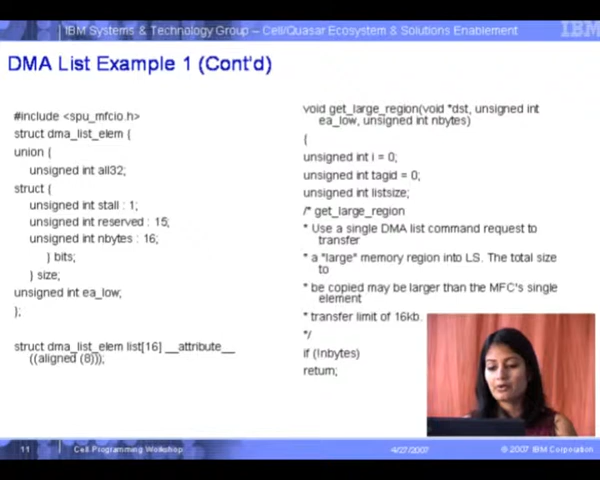 IBM Systems & Technology Group – Cell/Quasar Ecosystem & Solutions Enablement
IBM
DMA List Example 1 (Cont'd)
#include <spu_mfcio.h>
struct dma_list_elem {
union {
unsigned int all32;
struct {
unsigned int stall : 1;
unsigned int reserved : 15;
unsigned int nbytes : 16;
} bits;
} size;
unsigned int ea_low;
};
struct dma_list_elem list[16] __attribute__
((aligned (8)));
void get_large_region(void *dst, unsigned int
ea_low, unsigned int nbytes)
{
unsigned int i = 0;
unsigned int tagid = 0;
unsigned int listsize;
/* get_large_region
* Use a single DMA list command request to
transfer
* a "large" memory region into LS. The total size
to
* be copied may be larger than the MFC's single
element
* transfer limit of 16kb.
*/
if (!nbytes)
return;
11
Cell Programming Workshop
4/27/2007
© 2007 IBM Corporation